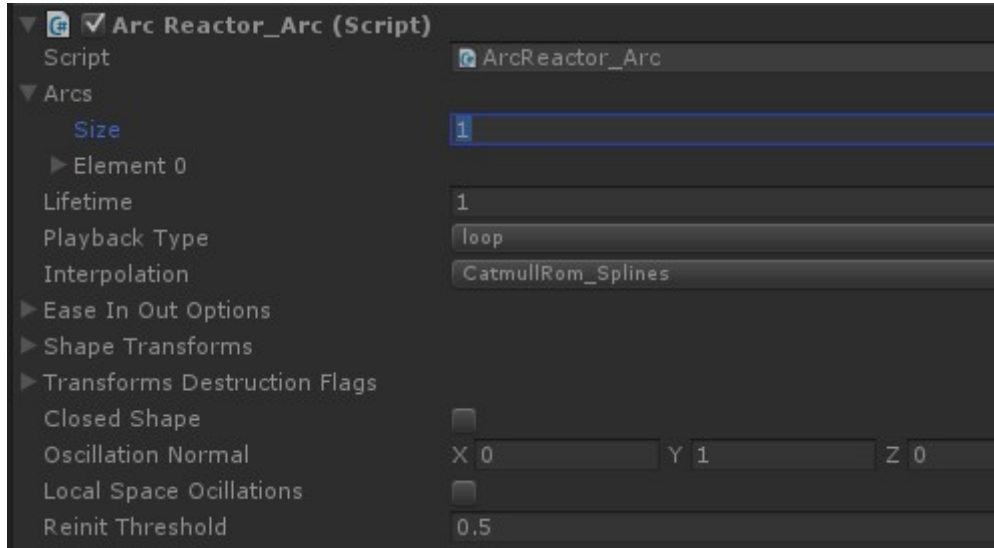 Arc Reactor_Arc (Script)
Script ArcReactor_Arc
Arcs
Size 1
Element 0
Lifetime 1
Playback Type loop
Interpolation CatmullRom_Splines
Ease In Out Options
Shape Transforms
Transforms Destruction Flags
Closed Shape
Oscillation Normal X 0 Y 1 Z 0
Local Space Ocillations
Reinit Threshold 0.5